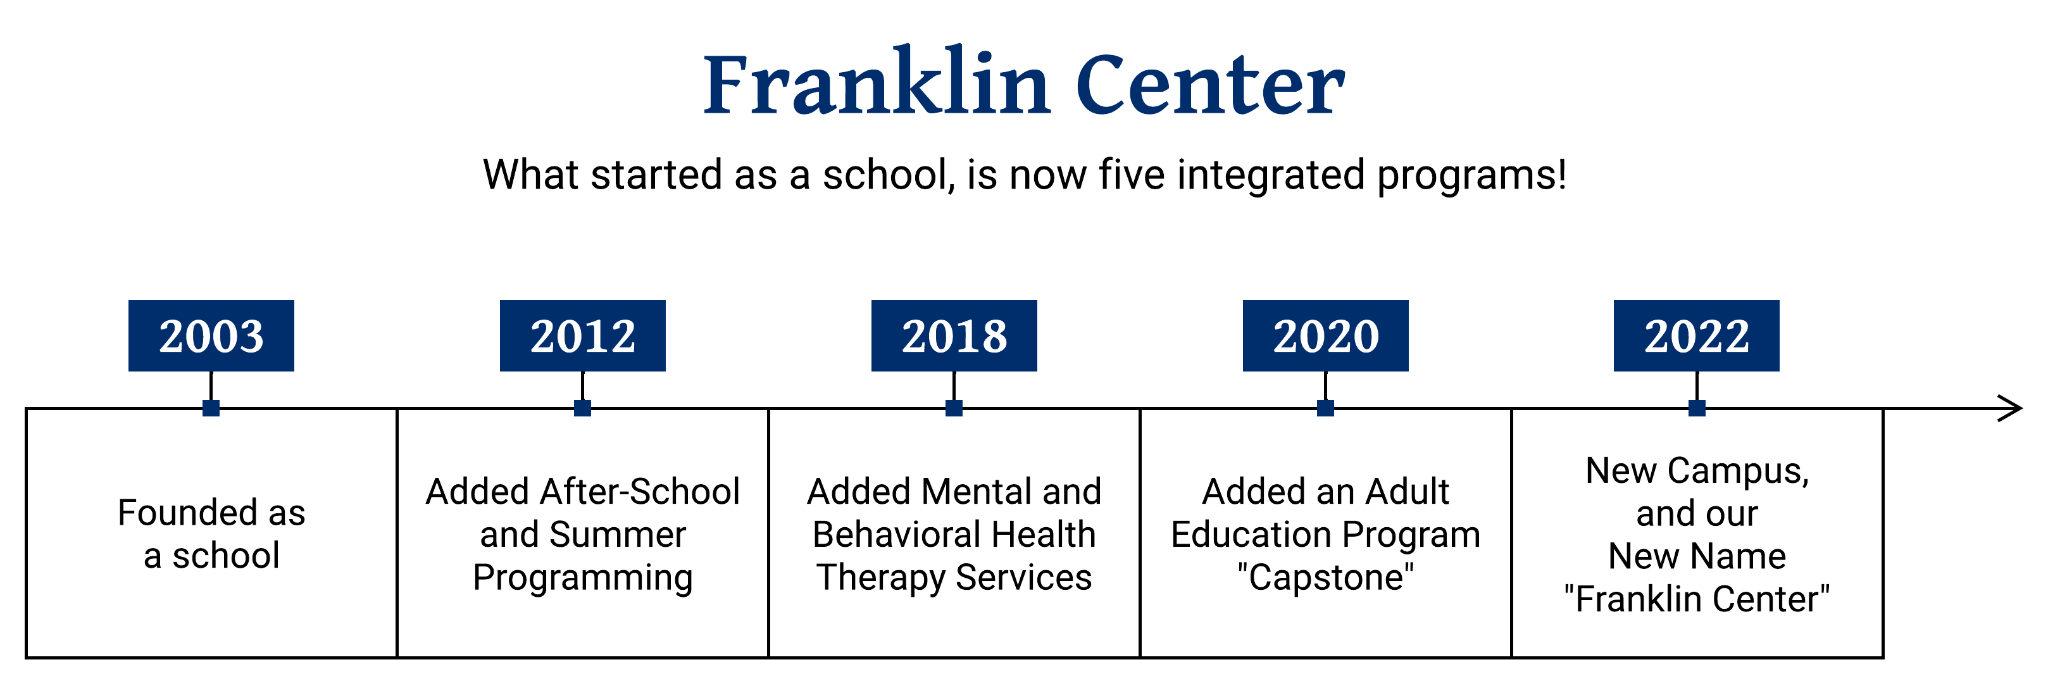 Franklin Center
What started as a school, is now five integrated programs!
2003
2012
2018
2020
2022
Founded as
a school
Added After-School
and Summer
Programming
Added Mental and
Behavioral Health
Therapy Services
Added an Adult
Education Program
"Capstone"
New Campus,
and our
New Name
"Franklin Center"